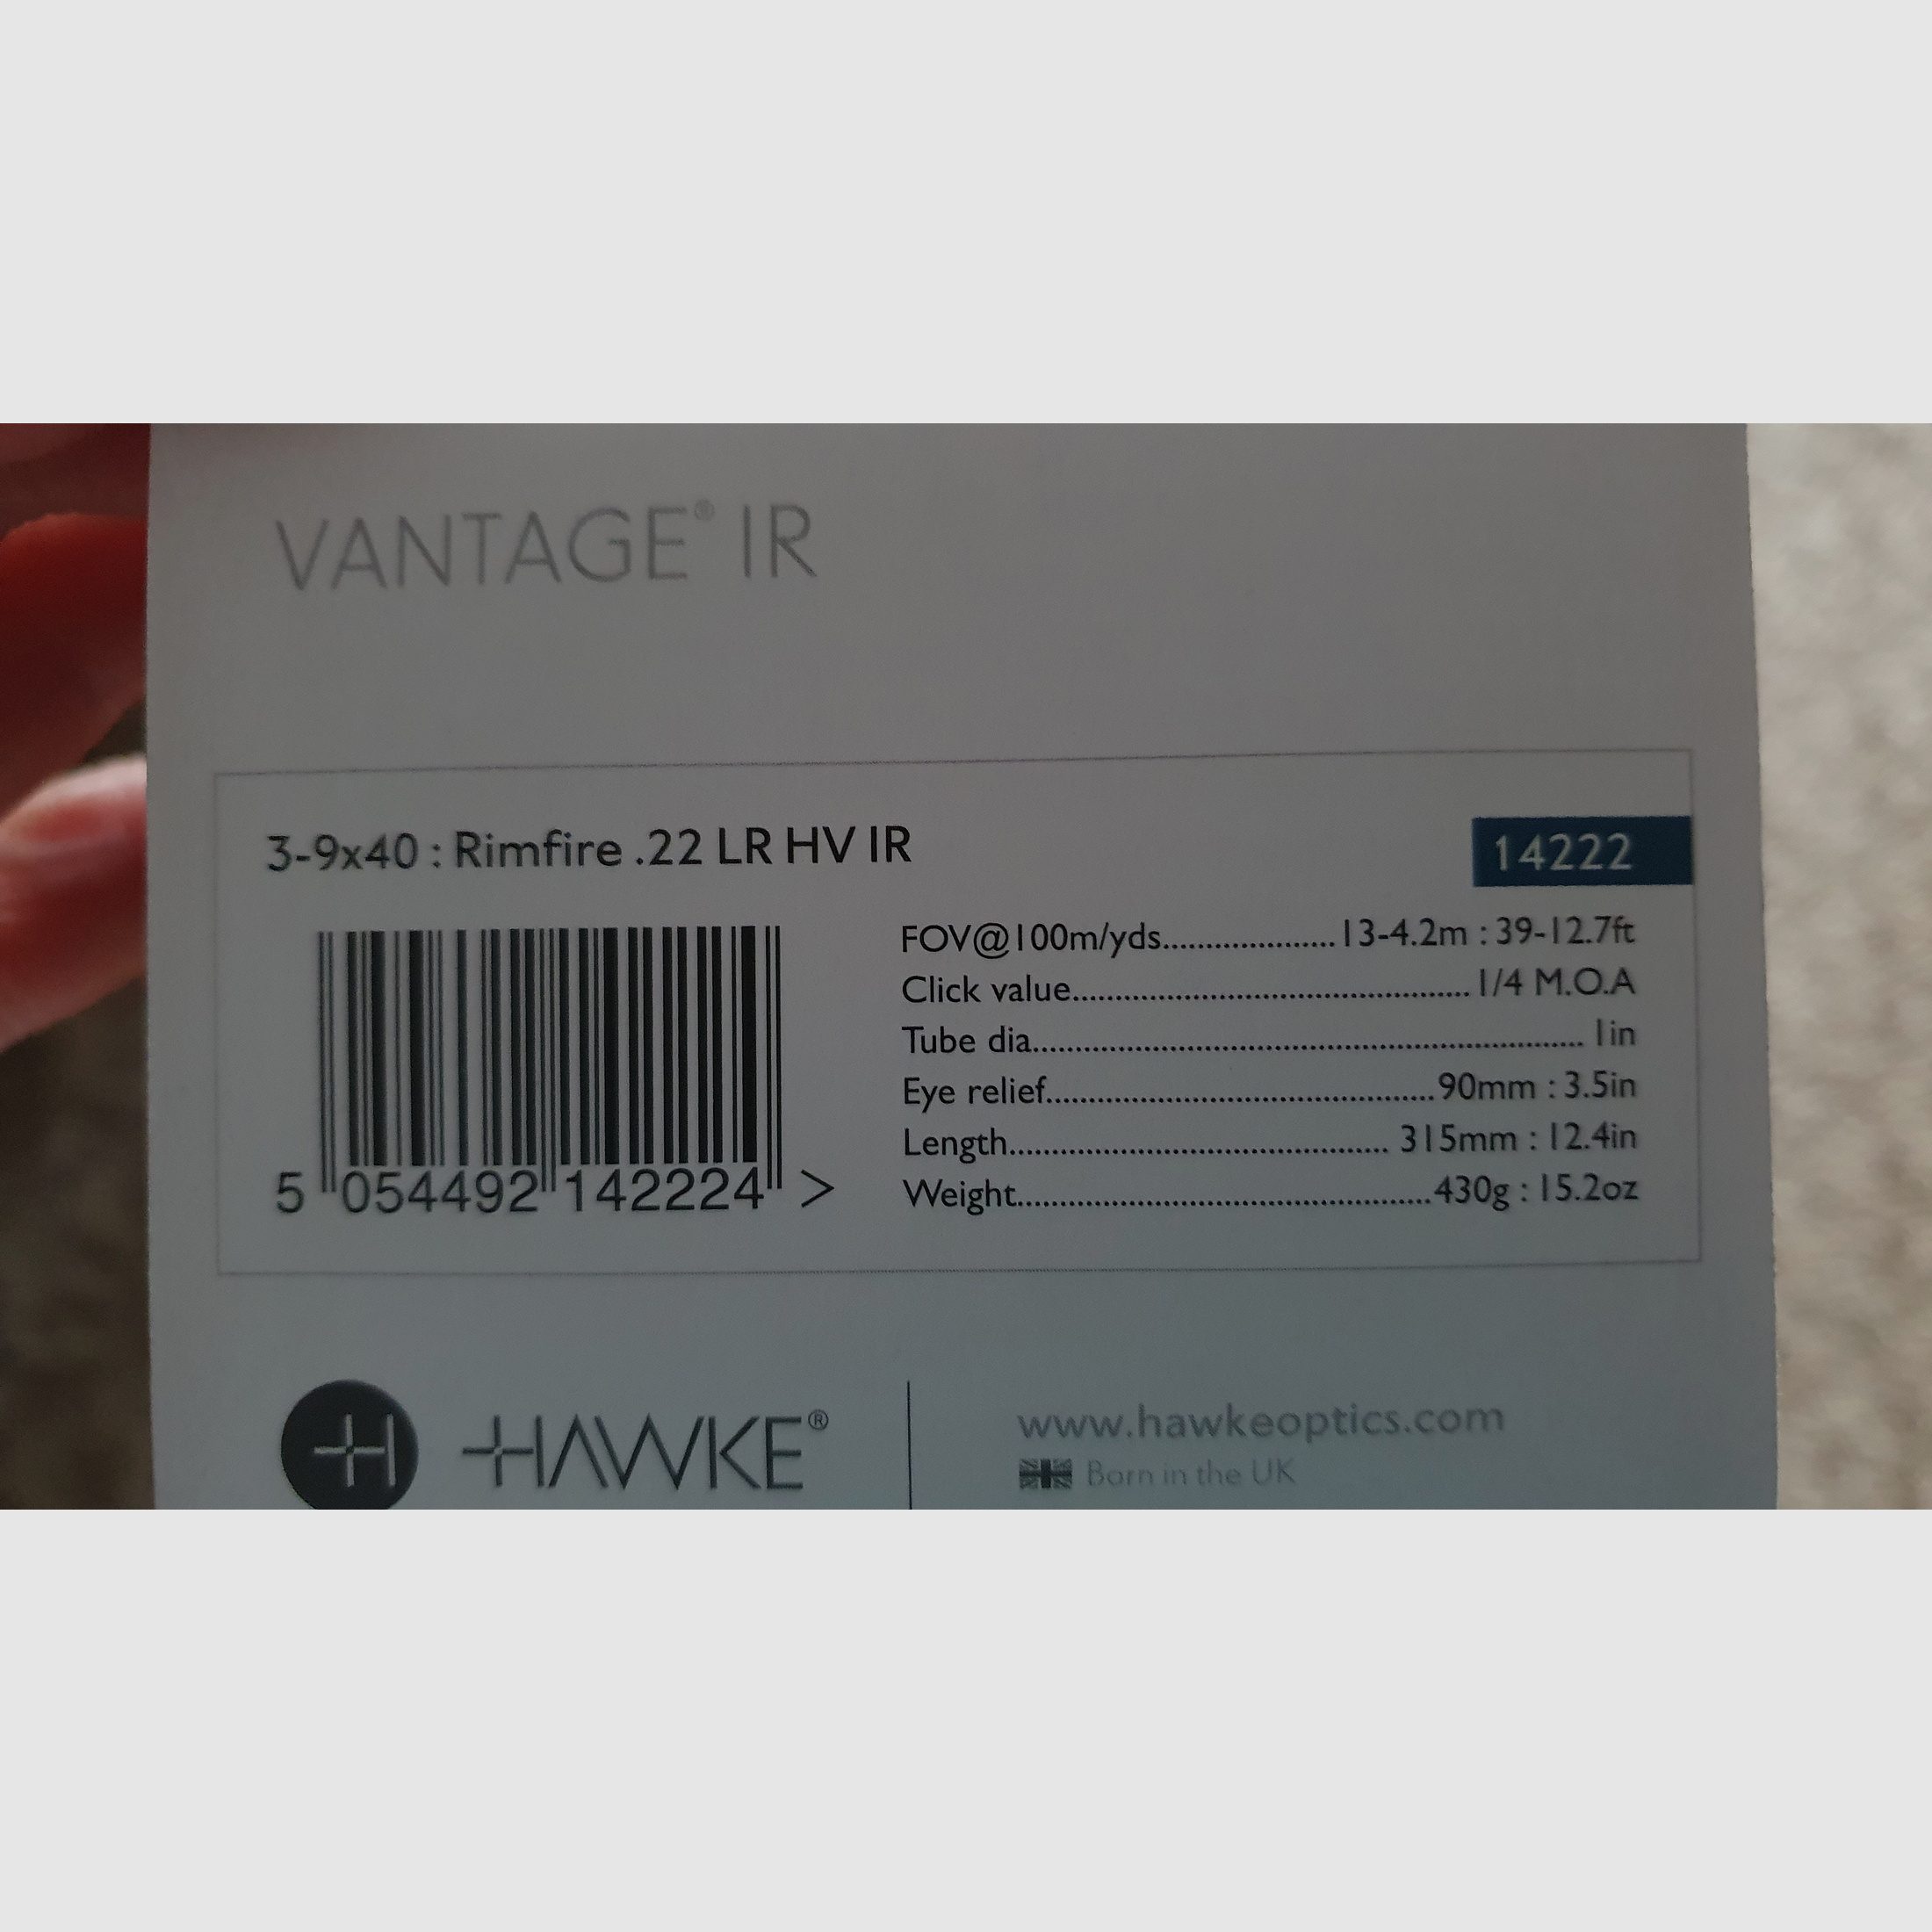 VANTAGE® IR
3-9x40 : Rimfire .22 LR HV IR
14222
FOV@100m/yds....................13-4.2m : 39-12.7ft
Click value............................................... 1/4 M.O.A
Tube dia................................................................. 1in
Eye relief..............................................90mm : 3.5in
Length............................................. 315mm : 12.4in
Weight.................................................430g : 15.2oz
5 054492 142224 >
H HAWKE®
www.hawkeoptics.com
Born in the UK